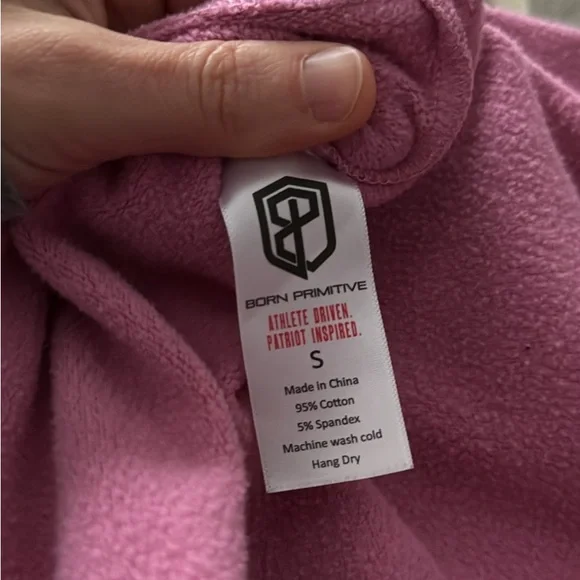 BORN PRIMITIVE
ATHLETE DRIVEN.
PATRIOT INSPIRED.
S
Made in China
95% Cotton
5% Spandex
Machine wash cold
Hang Dry